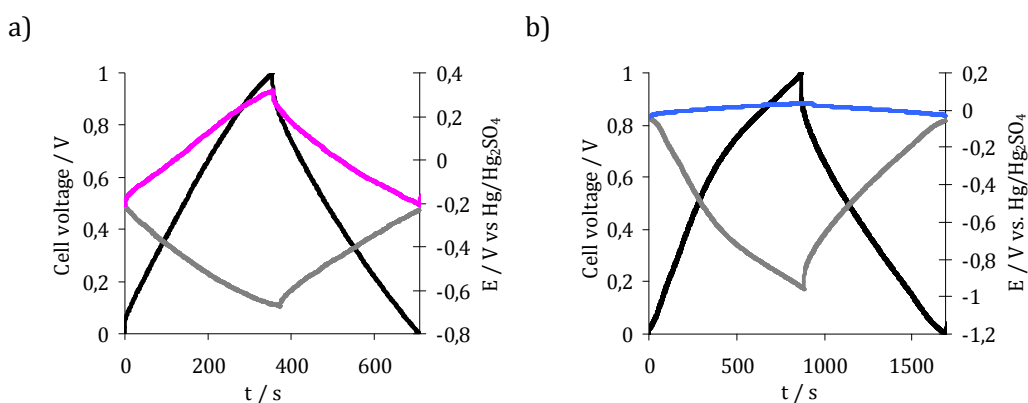 a)
b)
1
0,8
0,6
0,4
0,2
0
Cell voltage / V
0,4
0,2
0
-0,2
-0,4
-0,6
-0,8
E / V vs Hg/Hg₂SO₄
0 200 400 600
t / s
1
0,8
0,6
0,4
0,2
0
Cell voltage / V
0,2
0
-0,2
-0,4
-0,6
-0,8
-1
-1,2
E / V vs. Hg/Hg₂SO₄
0 500 1000 1500
t / s